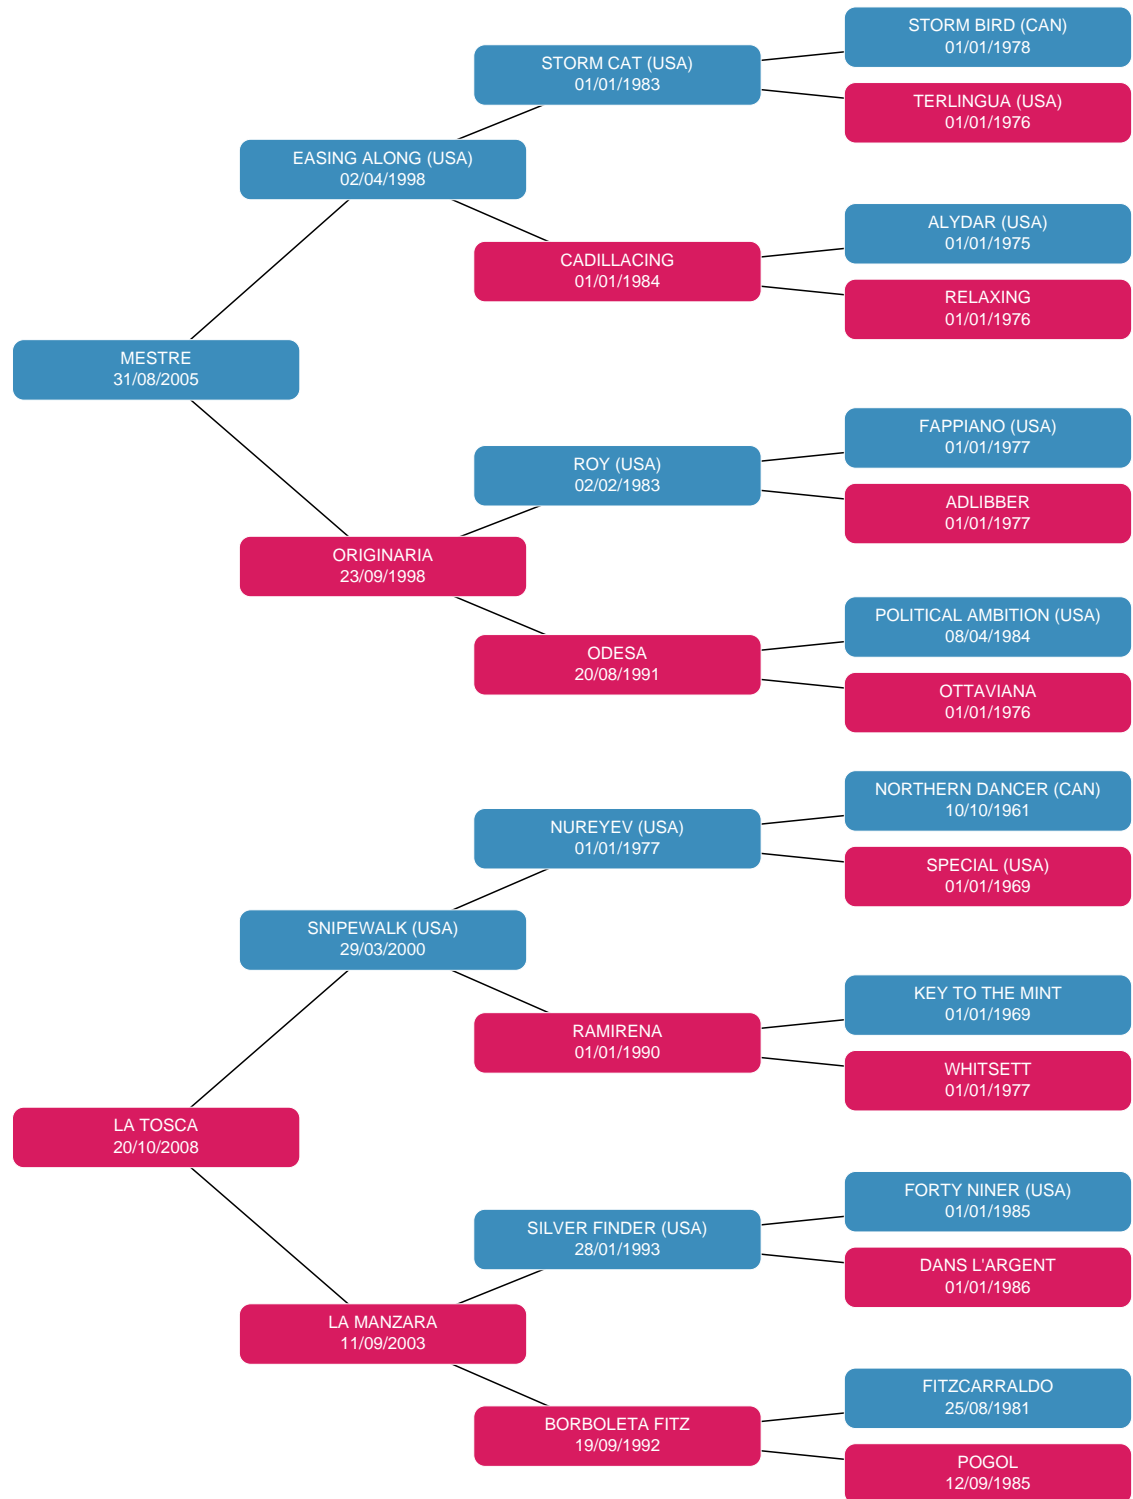 STORM BIRD (CAN)
01/01/1978
STORM CAT (USA)
01/01/1983
TERLINGUA (USA)
01/01/1976
EASING ALONG (USA)
02/04/1998
ALYDAR (USA)
01/01/1975
CADILLACING
01/01/1984
RELAXING
01/01/1976
MESTRE
31/08/2005
FAPPIANO (USA)
01/01/1977
ROY (USA)
02/02/1983
ADLIBBER
01/01/1977
ORIGINARIA
23/09/1998
POLITICAL AMBITION (USA)
08/04/1984
ODESA
20/08/1991
OTTAVIANA
01/01/1976
NORTHERN DANCER (CAN)
10/10/1961
NUREYEV (USA)
01/01/1977
SPECIAL (USA)
01/01/1969
SNIPEWALK (USA)
29/03/2000
KEY TO THE MINT
01/01/1969
RAMIRENA
01/01/1990
WHITSETT
01/01/1977
LA TOSCA
20/10/2008
FORTY NINER (USA)
01/01/1985
SILVER FINDER (USA)
28/01/1993
DANS L'ARGENT
01/01/1986
LA MANZARA
11/09/2003
FITZCARRALDO
25/08/1981
BORBOLETA FITZ
19/09/1992
POGOL
12/09/1985